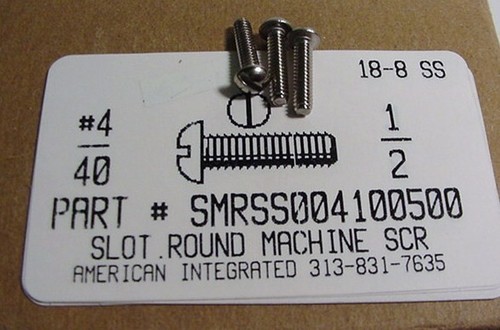 18-8 SS
#4
40
1
2
PART # SMRSS004100500
SLOT.ROUND MACHINE SCR
AMERICAN INTEGRATED 313-831-7635